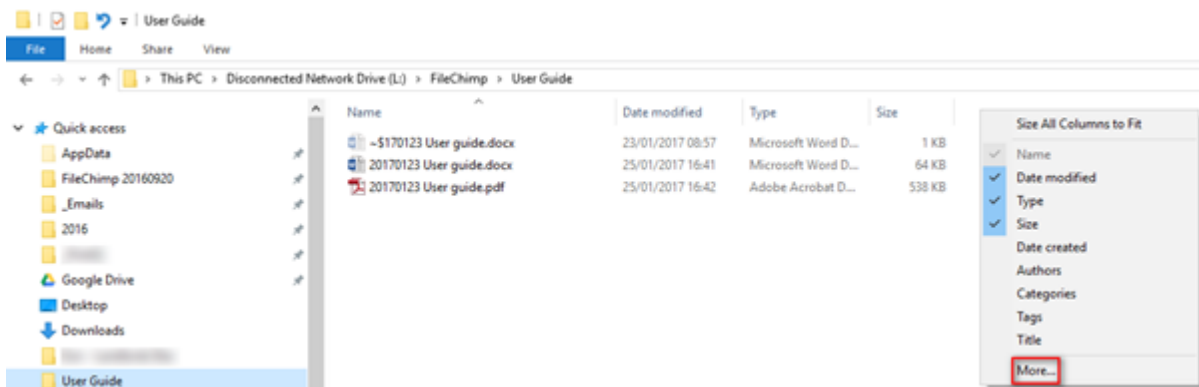 User Guide
File Home Share View
This PC > Disconnected Network Drive (L:) > FileChimp > User Guide
Name Date modified Type Size
Quick access
AppData
FileChimp 20160920
_Emails
2016
Google Drive
Desktop
Downloads
User Guide
~$170123 User guide.docx 23/01/2017 08:57 Microsoft Word D... 1 KB
20170123 User guide.docx 25/01/2017 16:41 Microsoft Word D... 64 KB
20170123 User guide.pdf 25/01/2017 16:42 Adobe Acrobat D... 538 KB
Size All Columns to Fit
Name
Date modified
Type
Size
Date created
Authors
Categories
Tags
Title
More...